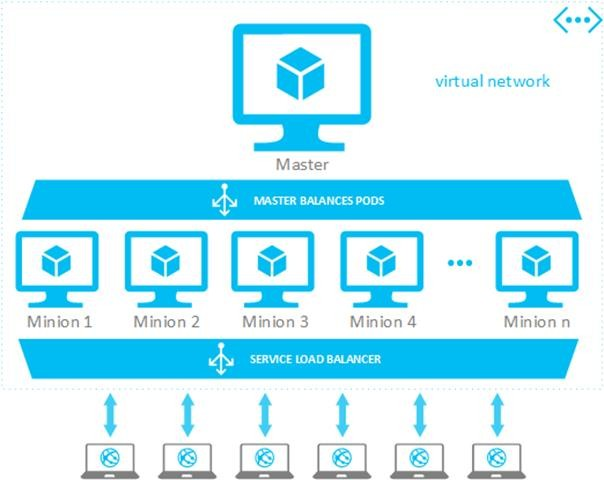 virtual network
Master
MASTER BALANCES PODS
Minion 1
Minion 2
Minion 3
Minion 4
Minion n
SERVICE LOAD BALANCER